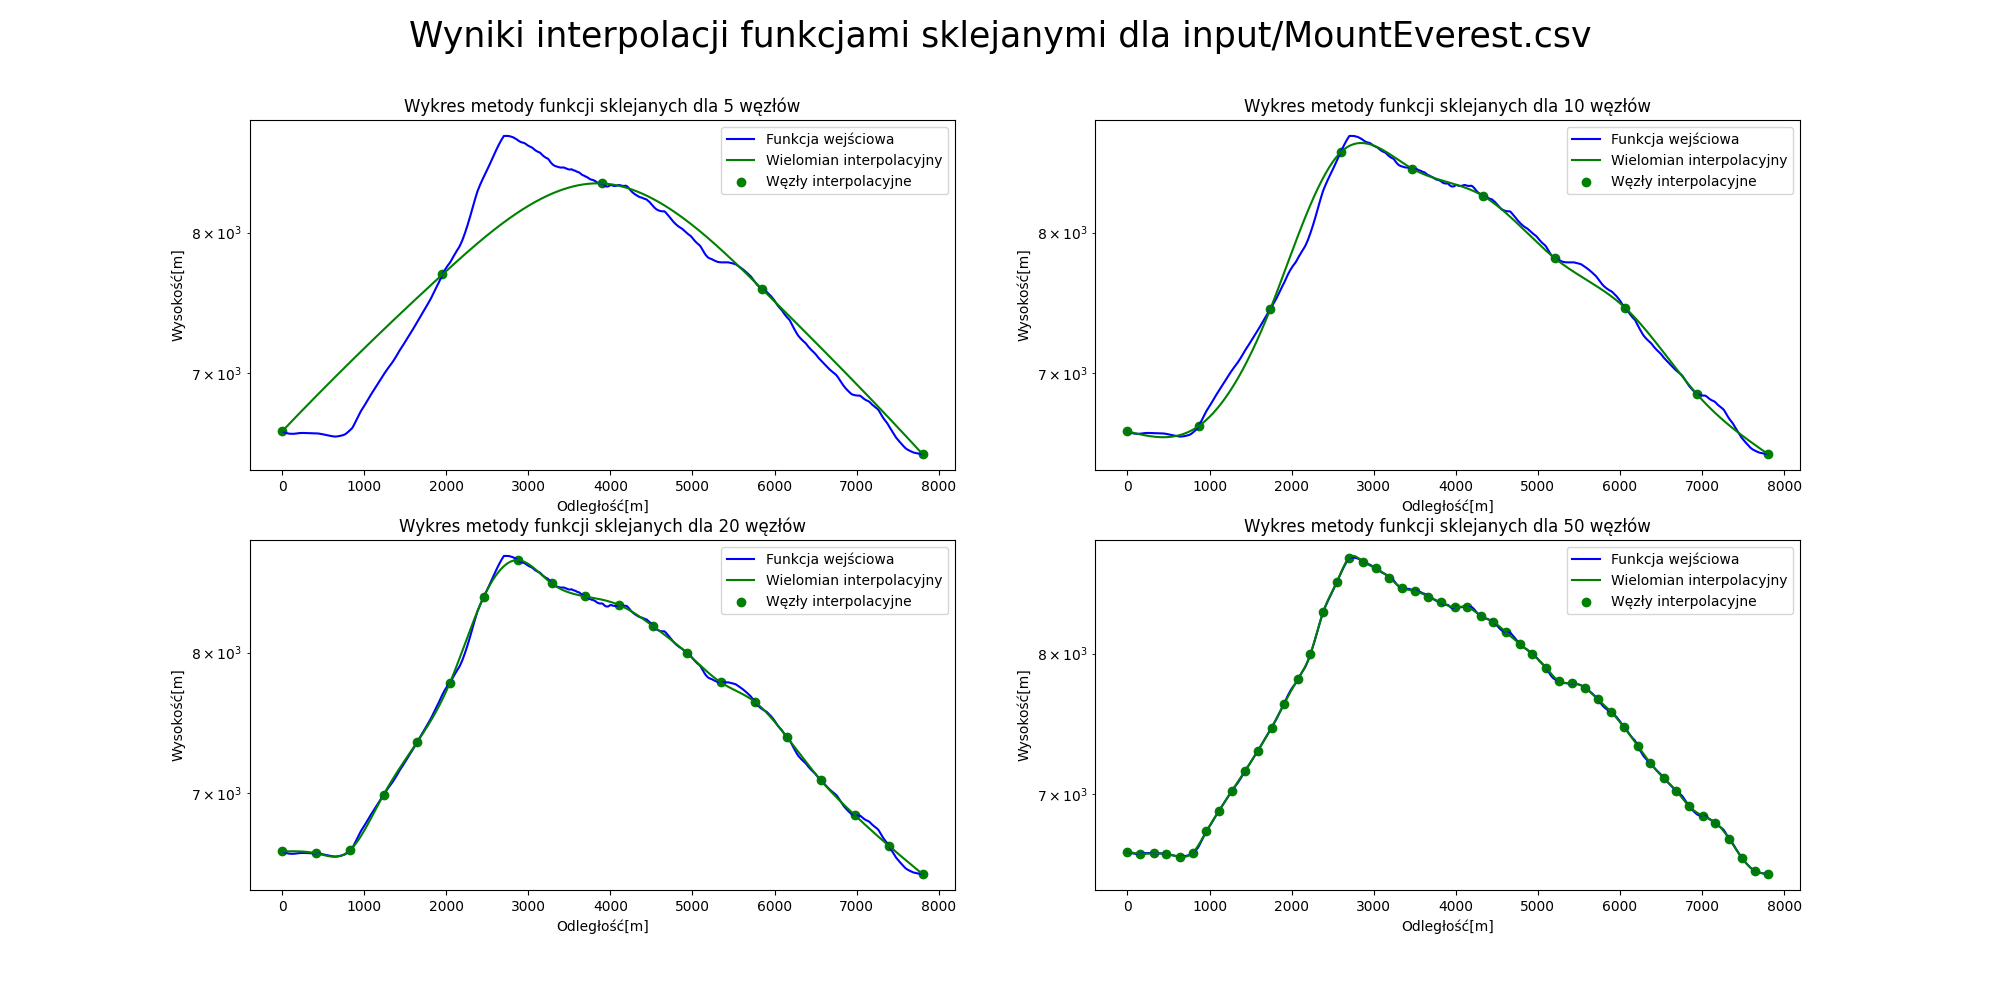 Wyniki interpolacji funkcjami sklejanymi dla input/MountEverest.csv
Wykres metody funkcji sklejanych dla 5 węzłów
Funkcja wejściowa
Wielomian interpolacyjny
Węzły interpolacyjne
8 × 10³
7 × 10³
Wysokość[m]
0 1000 2000 3000 4000 5000 6000 7000 8000
Odległość[m]
Wykres metody funkcji sklejanych dla 10 węzłów
Funkcja wejściowa
Wielomian interpolacyjny
Węzły interpolacyjne
8 × 10³
7 × 10³
Wysokość[m]
0 1000 2000 3000 4000 5000 6000 7000 8000
Odległość[m]
Wykres metody funkcji sklejanych dla 20 węzłów
Funkcja wejściowa
Wielomian interpolacyjny
Węzły interpolacyjne
8 × 10³
7 × 10³
Wysokość[m]
0 1000 2000 3000 4000 5000 6000 7000 8000
Odległość[m]
Wykres metody funkcji sklejanych dla 50 węzłów
Funkcja wejściowa
Wielomian interpolacyjny
Węzły interpolacyjne
8 × 10³
7 × 10³
Wysokość[m]
0 1000 2000 3000 4000 5000 6000 7000 8000
Odległość[m]